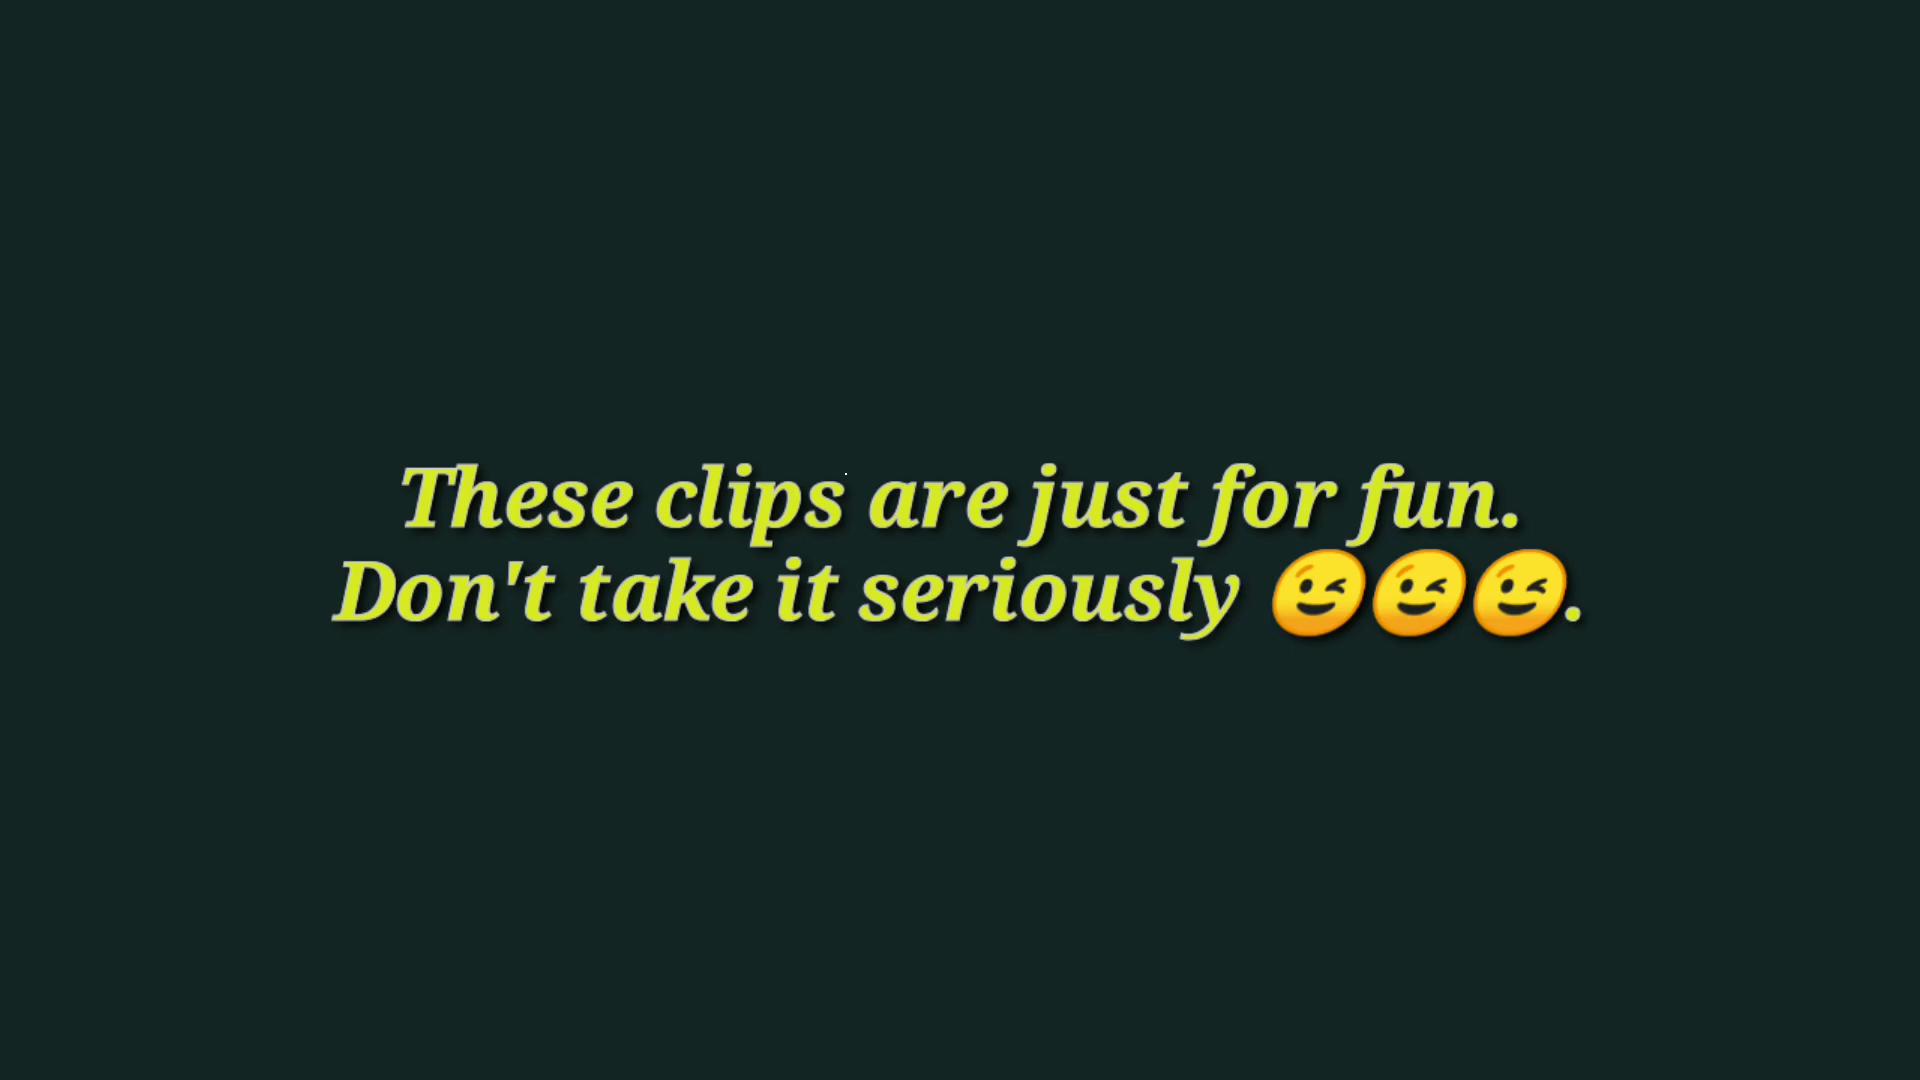 These clips are just for fun.
Don't take it seriously 😉😉😉.